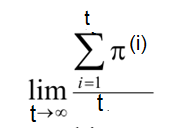 lim t→∞ ∑ i=1 t π (i) / t